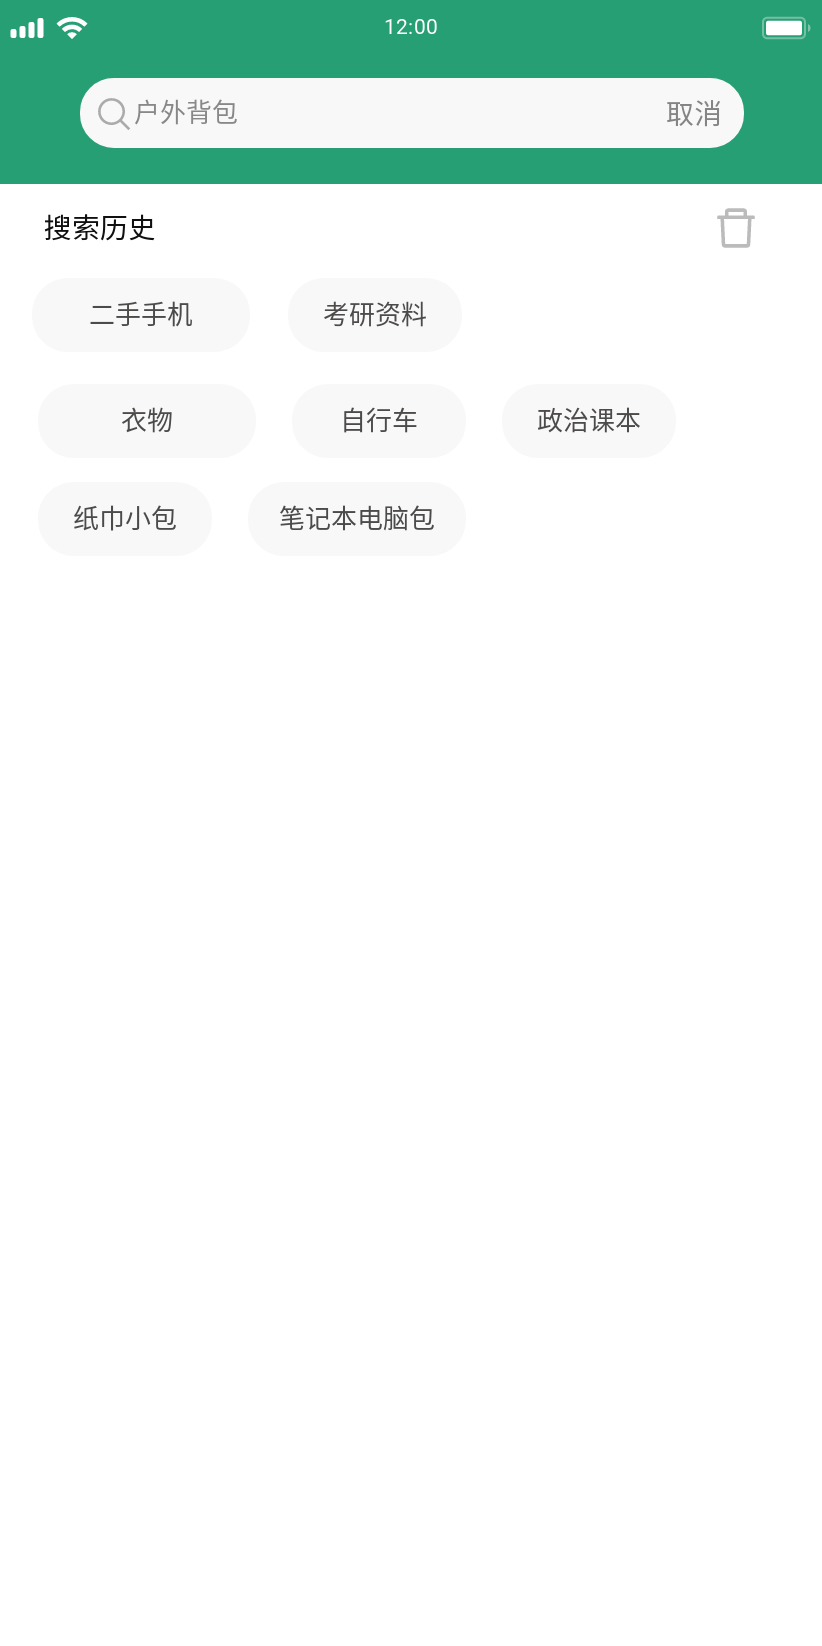 12:00
户外背包 取消
搜索历史
二手手机 考研资料
衣物 自行车 政治课本
纸巾小包 笔记本电脑包